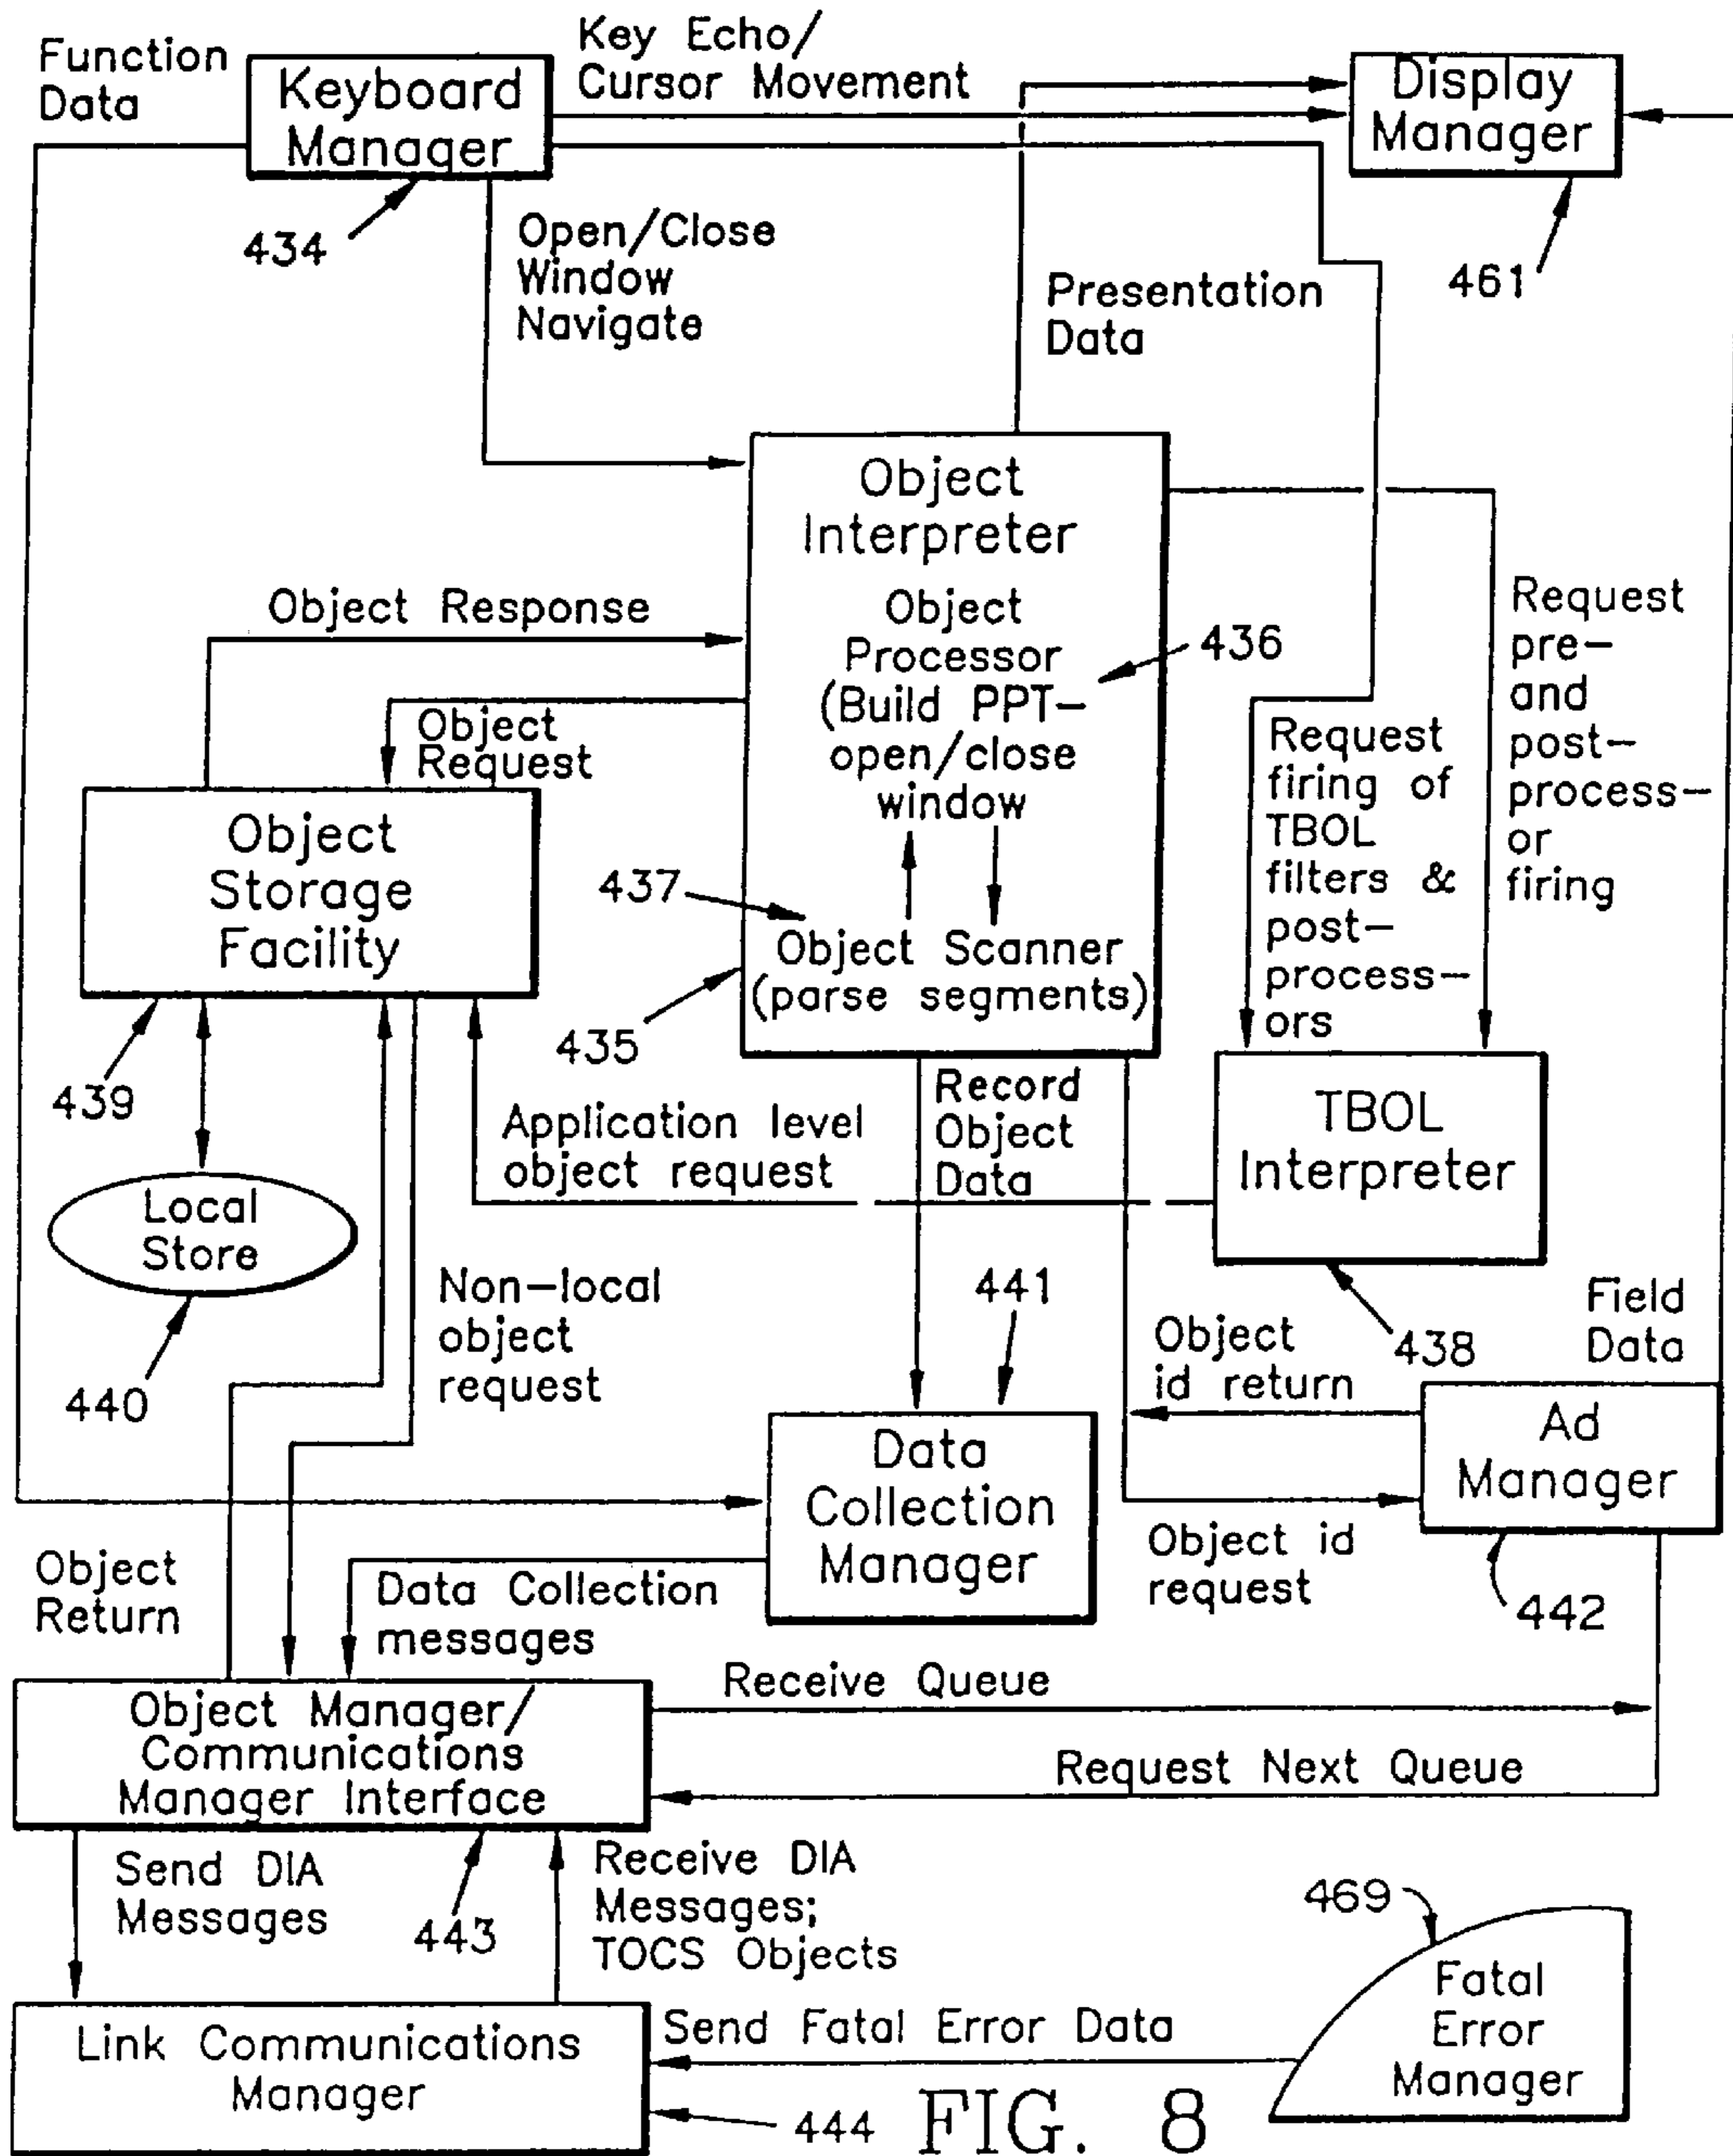 Function
Data
Keyboard
Manager
434
Key Echo/
Cursor Movement
Display
Manager
461
Open/Close
Window
Navigate
Presentation
Data
Object
Interpreter
Object
Processor
(Build PPT-
open/close
window
436
437
Object Scanner
(parse segments)
435
Object Response
Object
Request
Object
Storage
Facility
439
Local
Store
440
Request
firing of
TBOL
filters &
post-
process-
ors
Request
pre-
and
post-
process-
or
firing
TBOL
Interpreter
438
Application level
object request
Record
Object
Data
Non-local
object
request
441
Data
Collection
Manager
Object
id return
Field
Data
Ad
Manager
442
Object id
request
Object
Return
Data Collection
messages
Receive Queue
Object Manager/
Communications
Manager Interface
443
Request Next Queue
Send DIA
Messages
Receive DIA
Messages;
TOCS Objects
469
Fatal
Error
Manager
Send Fatal Error Data
Link Communications
Manager
444
FIG. 8